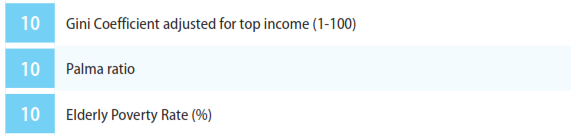 10 Gini Coefficient adjusted for top income (1-100)
10 Palma ratio
10 Elderly Poverty Rate (%)